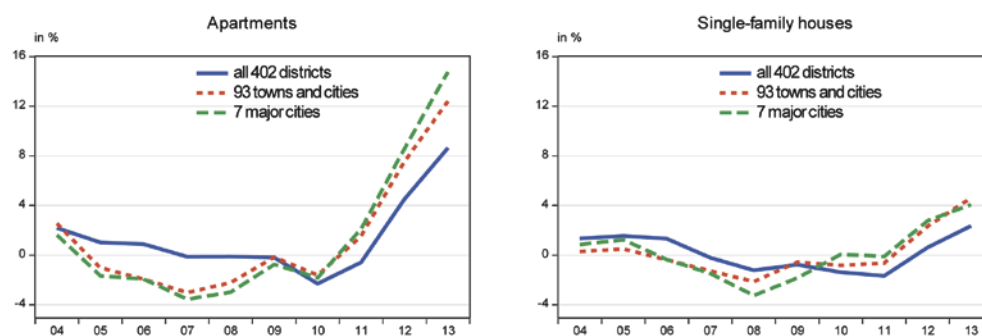 Apartments
in %
16
12
8
4
0
-4
all 402 districts
93 towns and cities
7 major cities
04 05 06 07 08 09 10 11 12 13
Single-family houses
in %
16
12
8
4
0
-4
all 402 districts
93 towns and cities
7 major cities
04 05 06 07 08 09 10 11 12 13